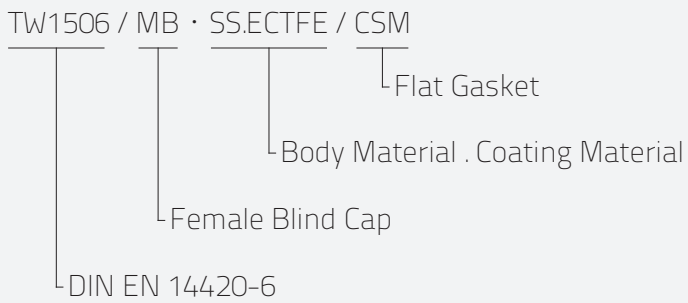 TW1506 / MB · SS.ECTFE / CSM
Flat Gasket
Body Material . Coating Material
Female Blind Cap
DIN EN 14420-6